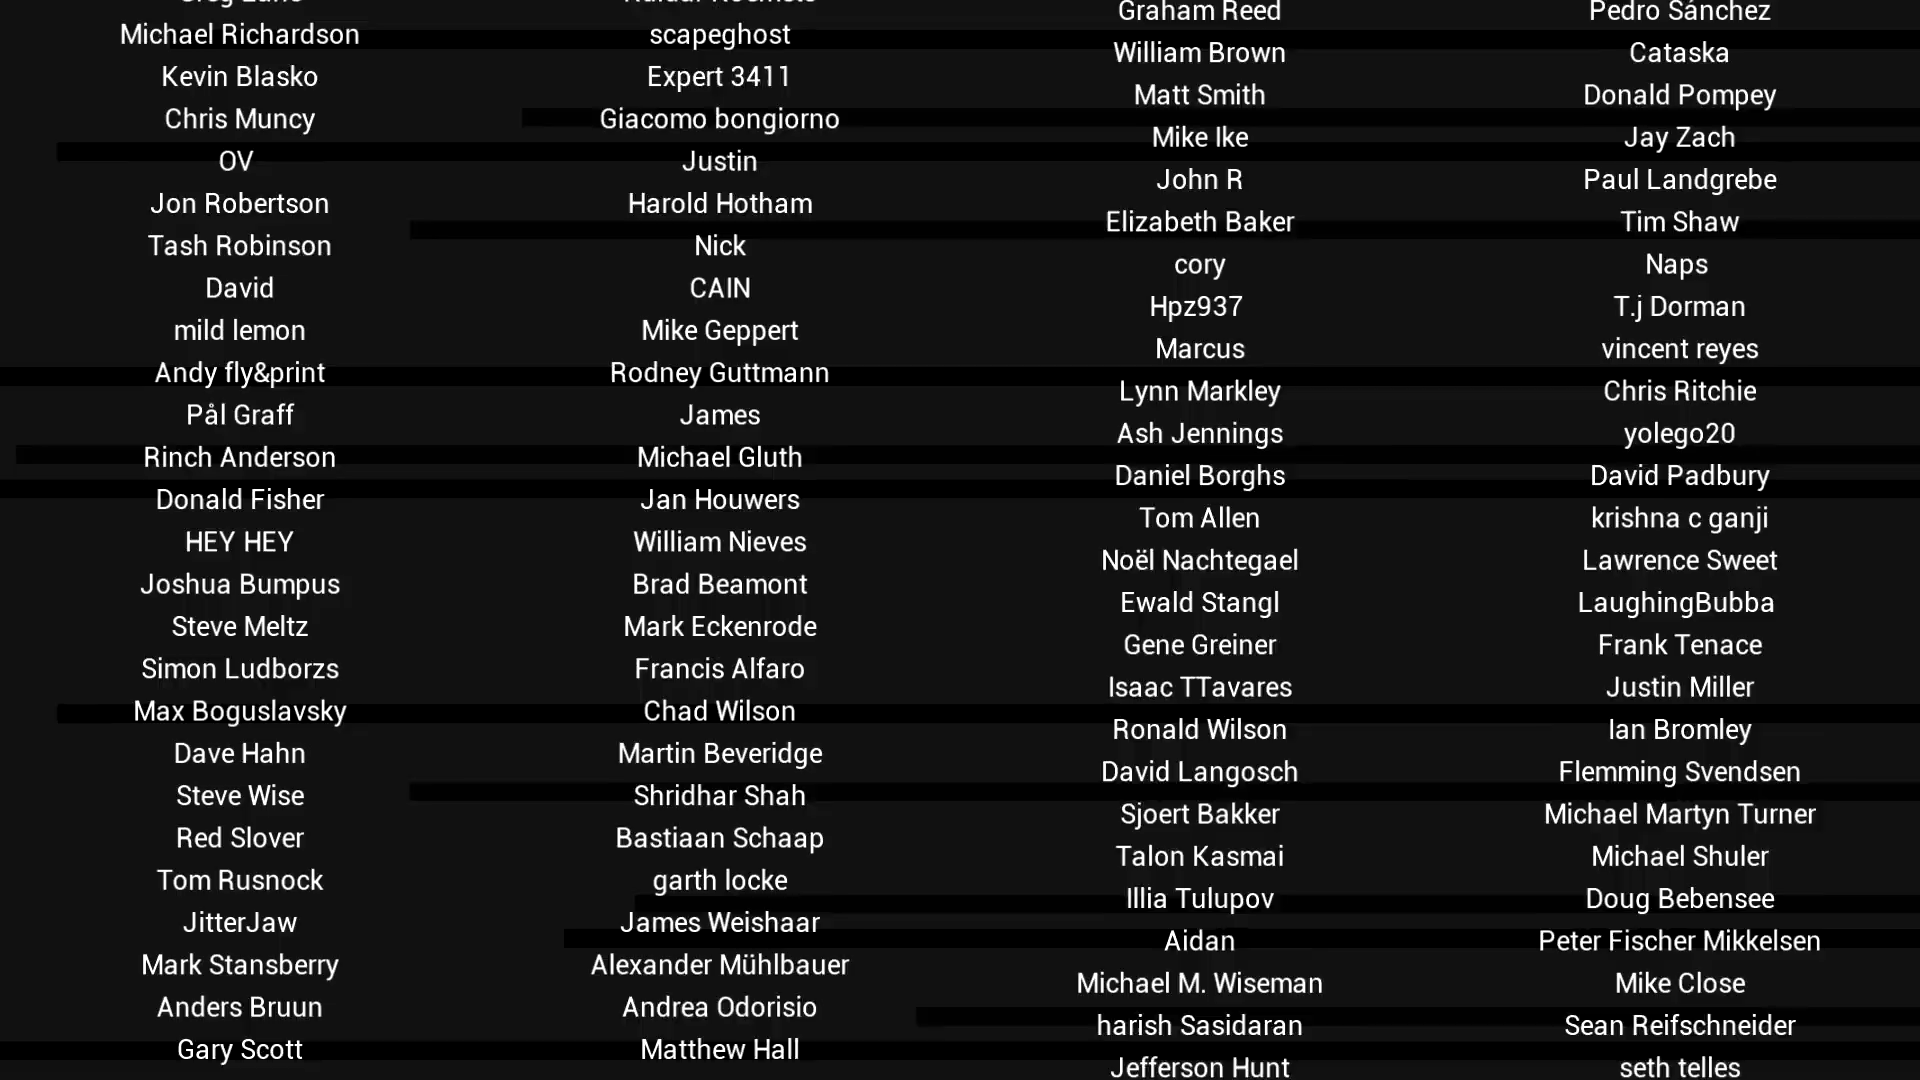 Michael Richardson
Kevin Blasko
Chris Muncy
OV
Jon Robertson
Tash Robinson
David
mild lemon
Andy fly&print
Pål Graff
Rinch Anderson
Donald Fisher
HEY HEY
Joshua Bumpus
Steve Meltz
Simon Ludborzs
Max Boguslavsky
Dave Hahn
Steve Wise
Red Slover
Tom Rusnock
JitterJaw
Mark Stansberry
Anders Bruun
Gary Scott
scapeghost
Expert 3411
Giacomo bongiorno
Justin
Harold Hotham
Nick
CAIN
Mike Geppert
Rodney Guttmann
James
Michael Gluth
Jan Houwers
William Nieves
Brad Beamont
Mark Eckenrode
Francis Alfaro
Chad Wilson
Martin Beveridge
Shridhar Shah
Bastiaan Schaap
garth locke
James Weishaar
Alexander Mühlbauer
Andrea Odorisio
Matthew Hall
Graham Reed
William Brown
Matt Smith
Mike Ike
John R
Elizabeth Baker
cory
Hpz937
Marcus
Lynn Markley
Ash Jennings
Daniel Borghs
Tom Allen
Noël Nachtegael
Ewald Stangl
Gene Greiner
Isaac TTavares
Ronald Wilson
David Langosch
Sjoert Bakker
Talon Kasmai
Illia Tulupov
Aidan
Michael M. Wiseman
harish Sasidaran
Jefferson Hunt
Pedro Sánchez
Cataska
Donald Pompey
Jay Zach
Paul Landgrebe
Tim Shaw
Naps
T.j Dorman
vincent reyes
Chris Ritchie
yolego20
David Padbury
krishna c ganji
Lawrence Sweet
LaughingBubba
Frank Tenace
Justin Miller
Ian Bromley
Flemming Svendsen
Michael Martyn Turner
Michael Shuler
Doug Bebensee
Peter Fischer Mikkelsen
Mike Close
Sean Reifschneider
seth telles